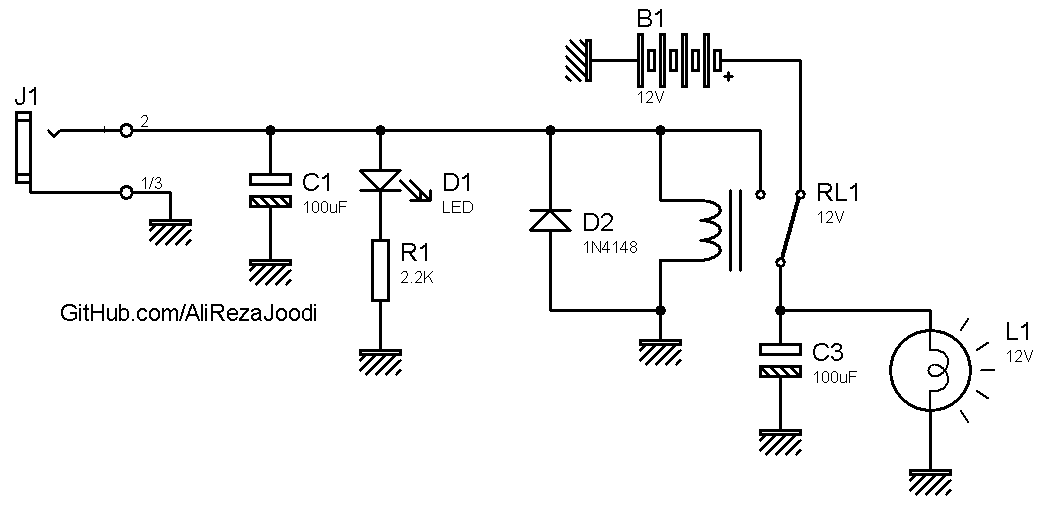 B1
12V
+
J1
2
1/3
C1
100uF
D1
LED
D2
1N4148
RL1
12V
R1
2.2K
GitHub.com/AliRezaJoodi
C3
100uF
L1
12V